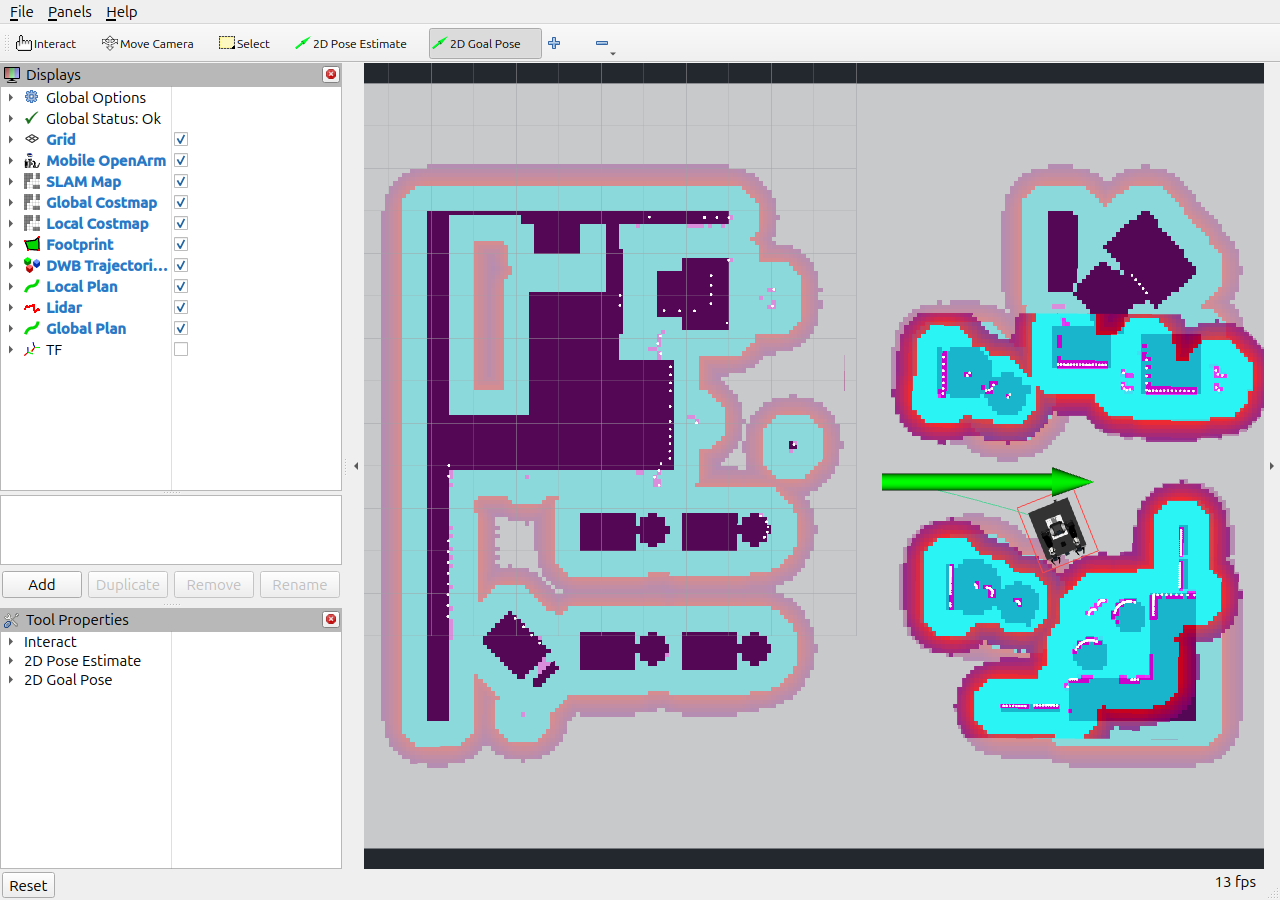 File Panels Help
Interact Move Camera Select 2D Pose Estimate 2D Goal Pose
Displays
Global Options
Global Status: Ok
Grid
Mobile OpenArm
SLAM Map
Global Costmap
Local Costmap
Footprint
DWB Trajectori...
Local Plan
Lidar
Global Plan
TF
Add Duplicate Remove Rename
Tool Properties
Interact
2D Pose Estimate
2D Goal Pose
Reset
13 fps